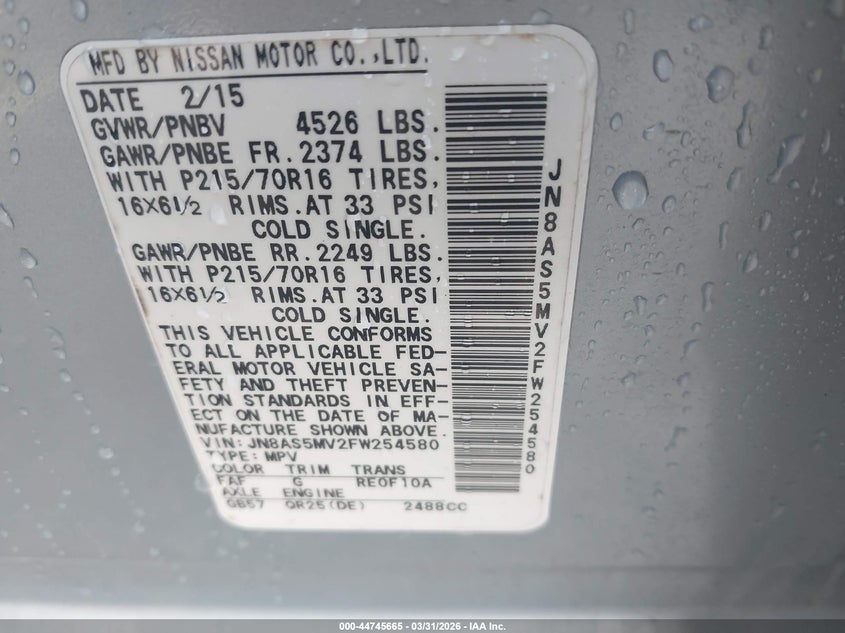 MFD BY NISSAN MOTOR CO.,LTD.
DATE 2/15
GVWR/PNBV 4526 LBS.
GAWR/PNBE FR. 2374 LBS.
WITH P215/70R16 TIRES,
16X6½ RIMS.AT 33 PSI
COLD SINGLE.
GAWR/PNBE RR. 2249 LBS.
WITH P215/70R16 TIRES,
16X6½ RIMS.AT 33 PSI
COLD SINGLE.
THIS VEHICLE CONFORMS
TO ALL APPLICABLE FED-
ERAL MOTOR VEHICLE SA-
FETY AND THEFT PREVEN-
TION STANDARDS IN EFF-
ECT ON THE DATE OF MA-
NUFACTURE SHOWN ABOVE.
VIN: JN8AS5MV2FW254580
TYPE: MPV
COLOR TRIM TRANS
FAF G RE0F10A
AXLE ENGINE
GB57 QR25(DE) 2488CC
JN8AS5MV2FW254580
000-44745665 - 03/31/2026 - IAA Inc.